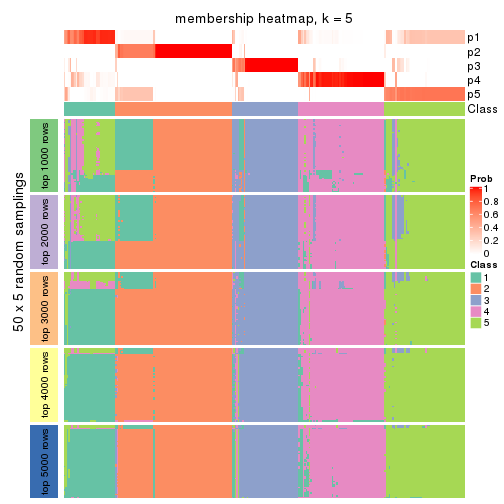 membership heatmap, k = 5
p1
p2
p3
p4
p5
Class
50 x 5 random samplings
top 1000 rows
top 2000 rows
top 3000 rows
top 4000 rows
top 5000 rows
Prob
1
0.8
0.6
0.4
0.2
0
Class
1
2
3
4
5